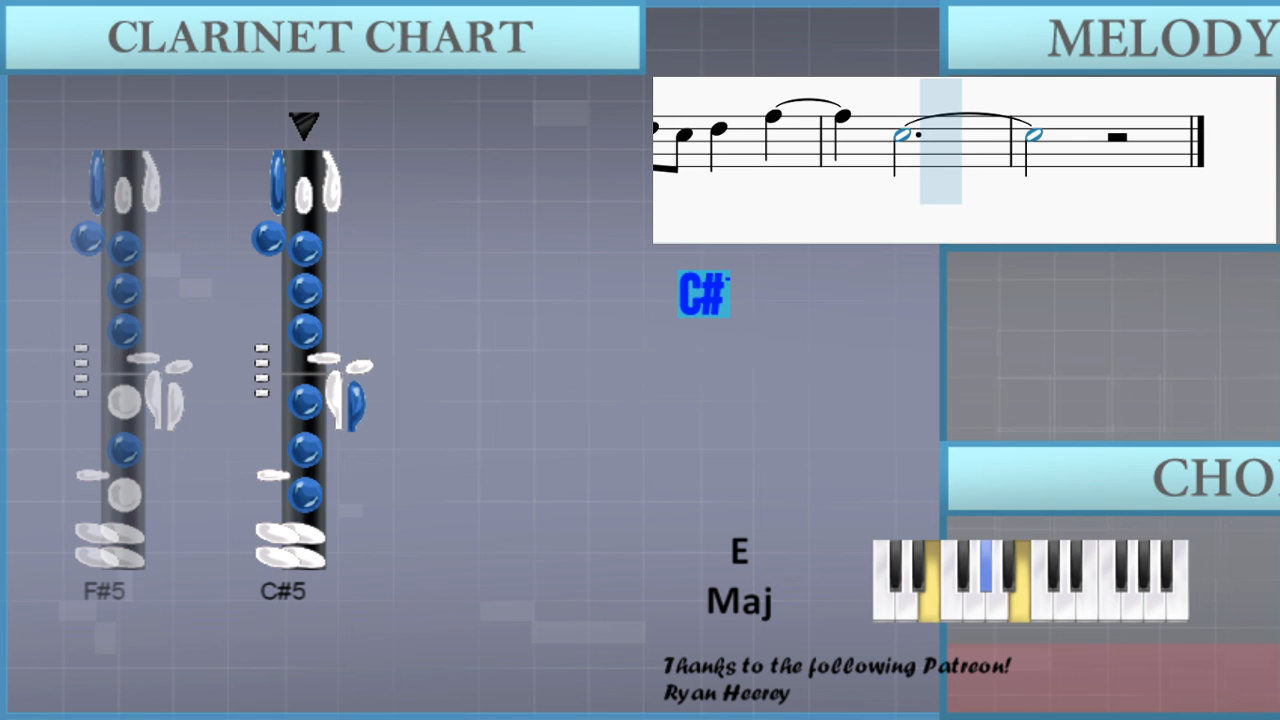 CLARINET CHART
MELODY
C#
F#5
C#5
E
Maj
CHO
Thanks to the following Patreon!
Ryan Heerey